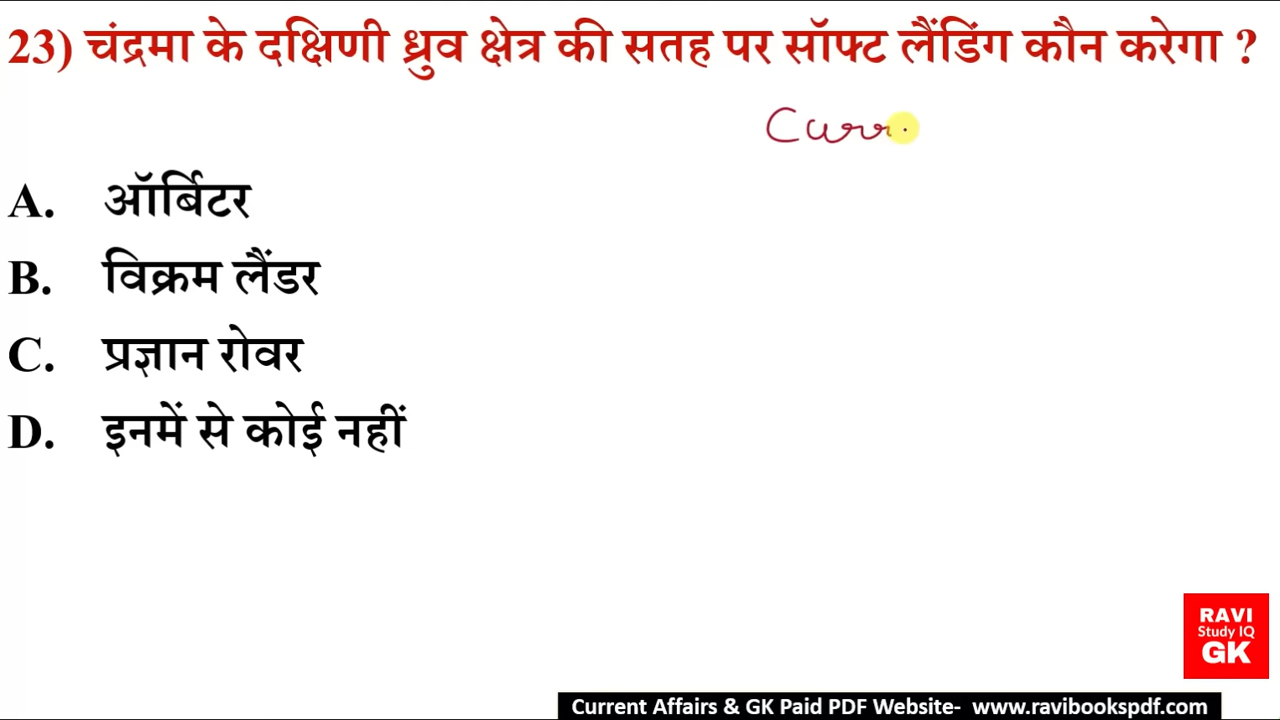 23) चंद्रमा के दक्षिणी ध्रुव क्षेत्र की सतह पर सॉफ्ट लैंडिंग कौन करेगा ?
Curr
A. ऑर्बिटर
B. विक्रम लैंडर
C. प्रज्ञान रोवर
D. इनमें से कोई नहीं
RAVI
Study IQ
GK
Current Affairs & GK Paid PDF Website- www.ravibookspdf.com